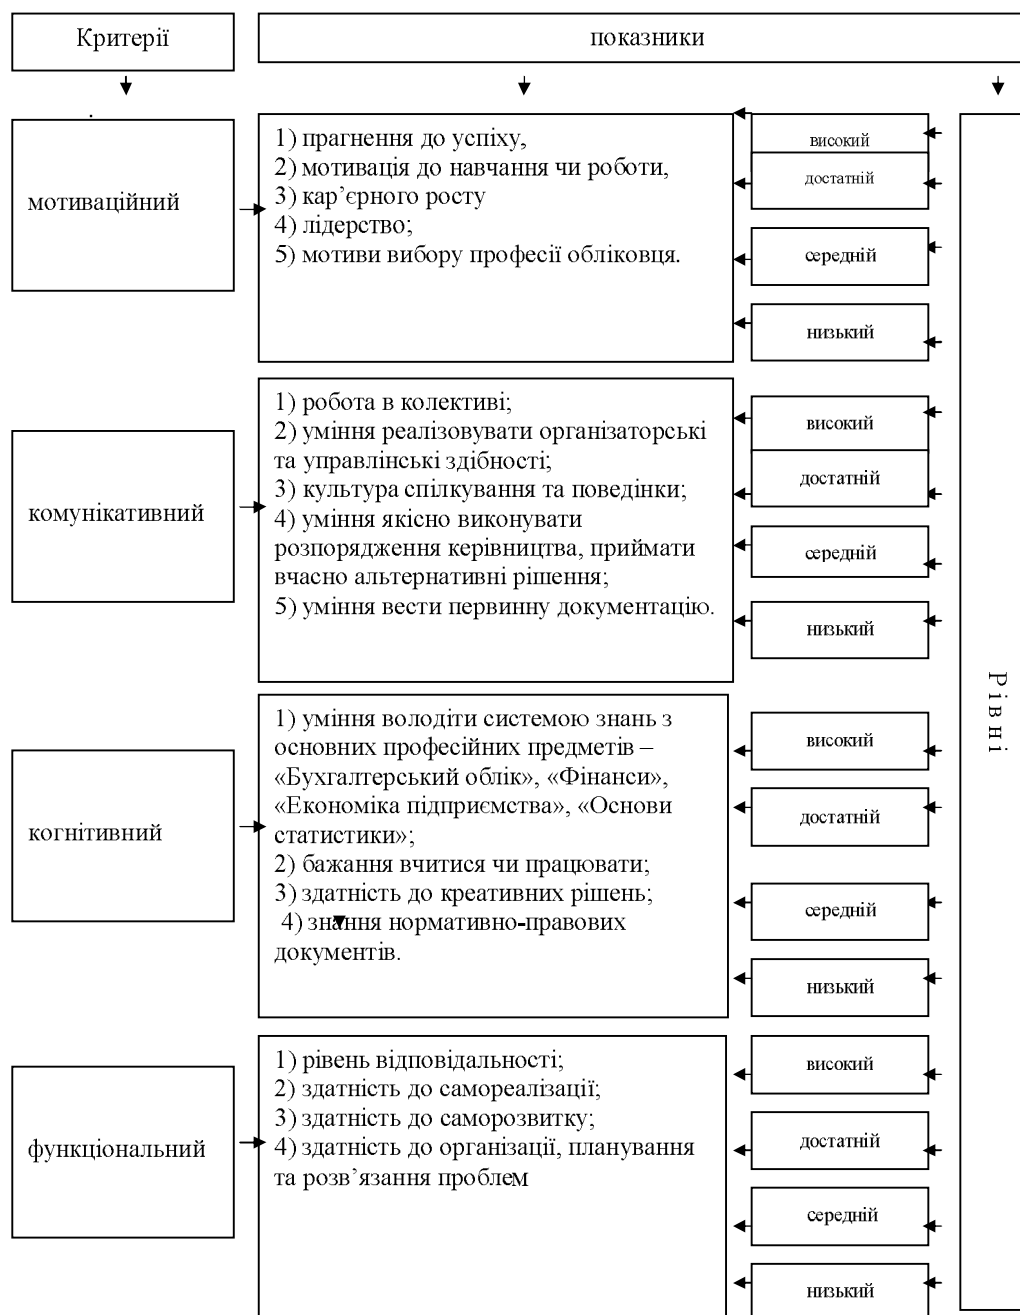 Критерії
показники
мотиваційний
1) прагнення до успіху,
2) мотивація до навчання чи роботи,
3) кар’єрного росту
4) лідерство;
5) мотиви вибору професії обліковця.
високий
достатній
середній
низький
комунікативний
1) робота в колективі;
2) уміння реалізовувати організаторські
та управлінські здібності;
3) культура спілкування та поведінки;
4) уміння якісно виконувати
розпорядження керівництва, приймати
вчасно альтернативні рішення;
5) уміння вести первинну документацію.
високий
достатній
середній
низький
Рівні
когнітивний
1) уміння володіти системою знань з
основних професійних предметів –
«Бухгалтерський облік», «Фінанси»,
«Економіка підприємства», «Основи
статистики»;
2) бажання вчитися чи працювати;
3) здатність до креативних рішень;
4) знання нормативно-правових
документів.
високий
достатній
середній
низький
функціональний
1) рівень відповідальності;
2) здатність до самореалізації;
3) здатність до саморозвитку;
4) здатність до організації, планування
та розв’язання проблем
високий
достатній
середній
низький